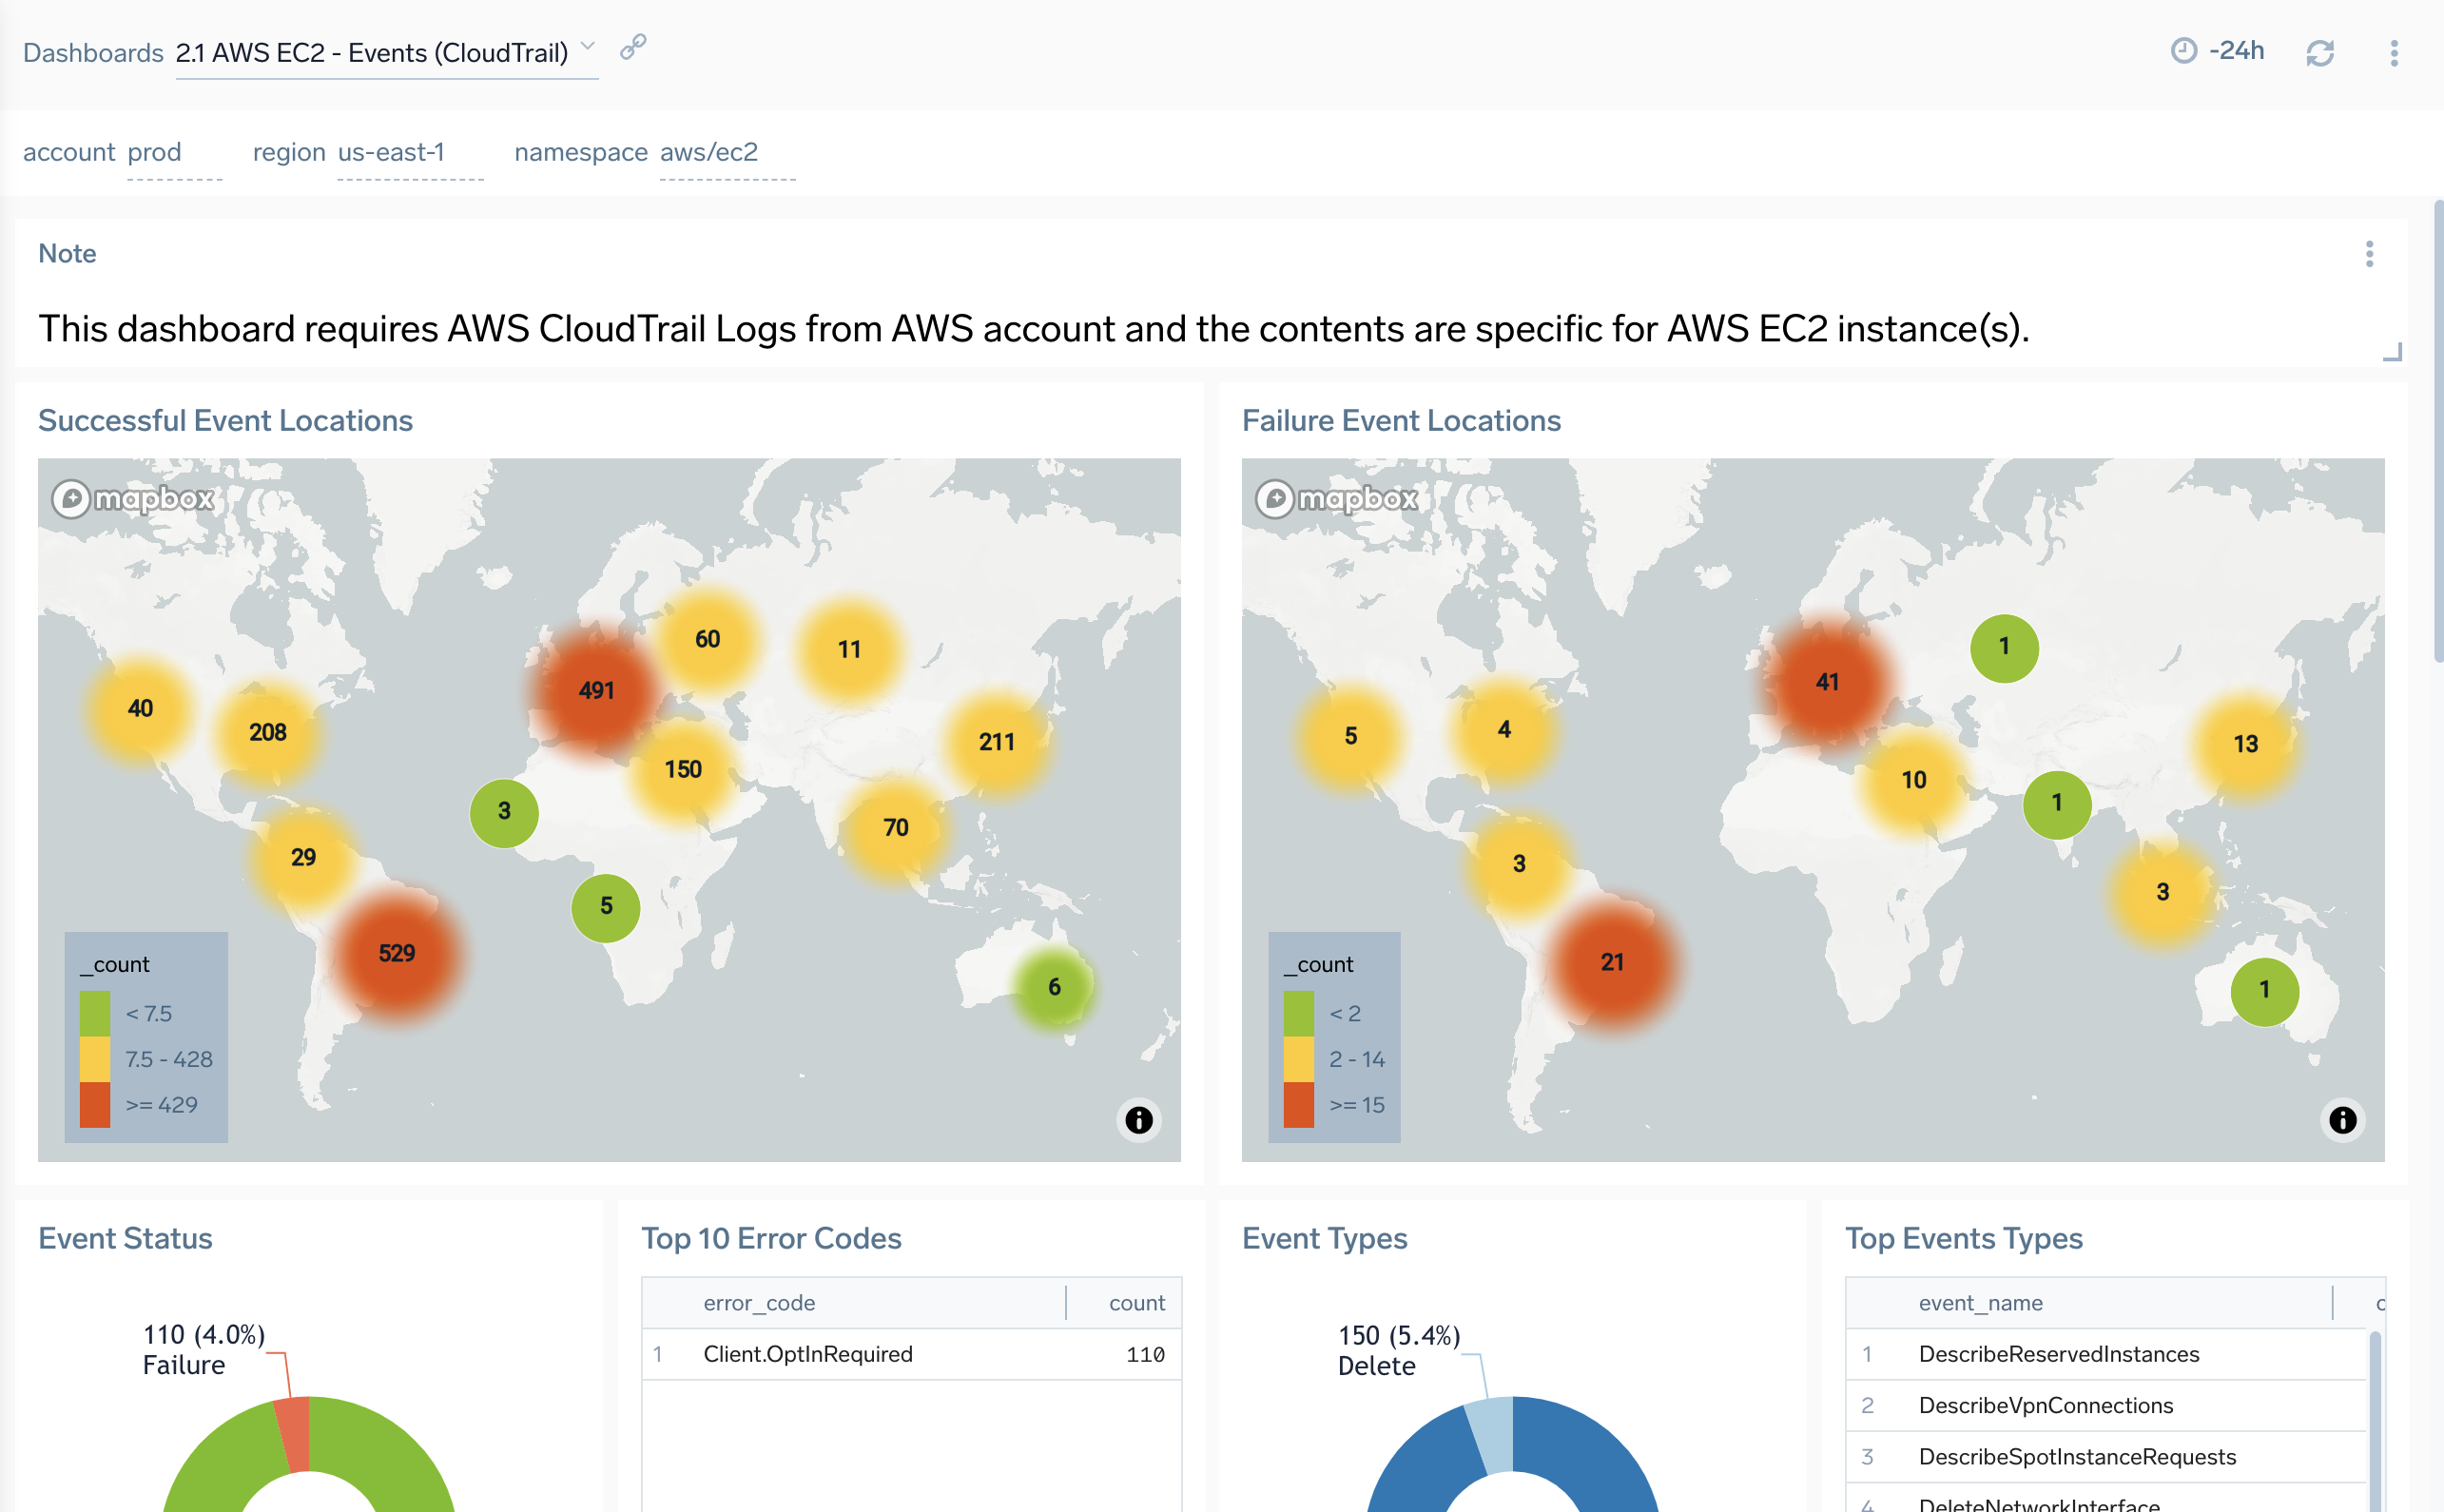 Dashboards 2.1 AWS EC2 - Events (CloudTrail)
-24h
account prod region us-east-1 namespace aws/ec2
Note
This dashboard requires AWS CloudTrail Logs from AWS account and the contents are specific for AWS EC2 instance(s).
Successful Event Locations
mapbox
60
11
491
40
208
211
150
3
70
29
5
529
6
_count
< 7.5
7.5 - 428
>= 429
Failure Event Locations
mapbox
1
41
5
4
13
10
1
3
3
21
1
_count
< 2
2 - 14
>= 15
Event Status
110 (4.0%)
Failure
Top 10 Error Codes
error_code count
1 Client.OptInRequired 110
Event Types
150 (5.4%)
Delete
Top Events Types
event_name
1 DescribeReservedInstances
2 DescribeVpnConnections
3 DescribeSpotInstanceRequests
4 DeleteNetworkInterface